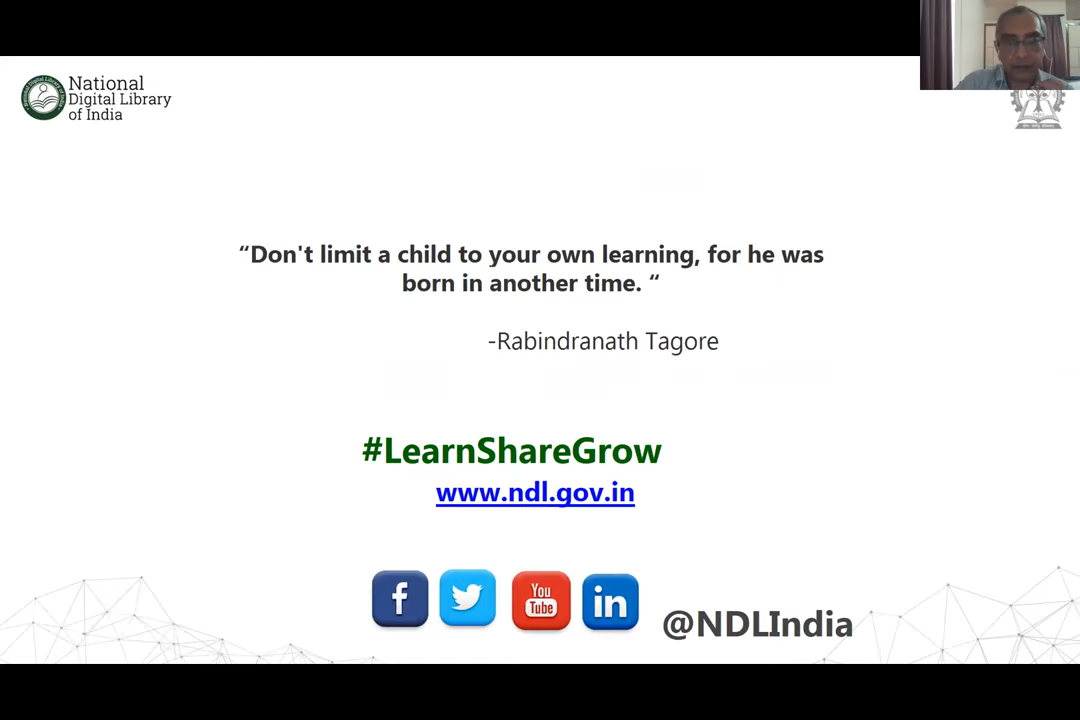 National
Digital Library
of India
“Don't limit a child to your own learning, for he was
born in another time. “
-Rabindranath Tagore
#LearnShareGrow
www.ndl.gov.in
f
You
Tube
in
@NDLIndia